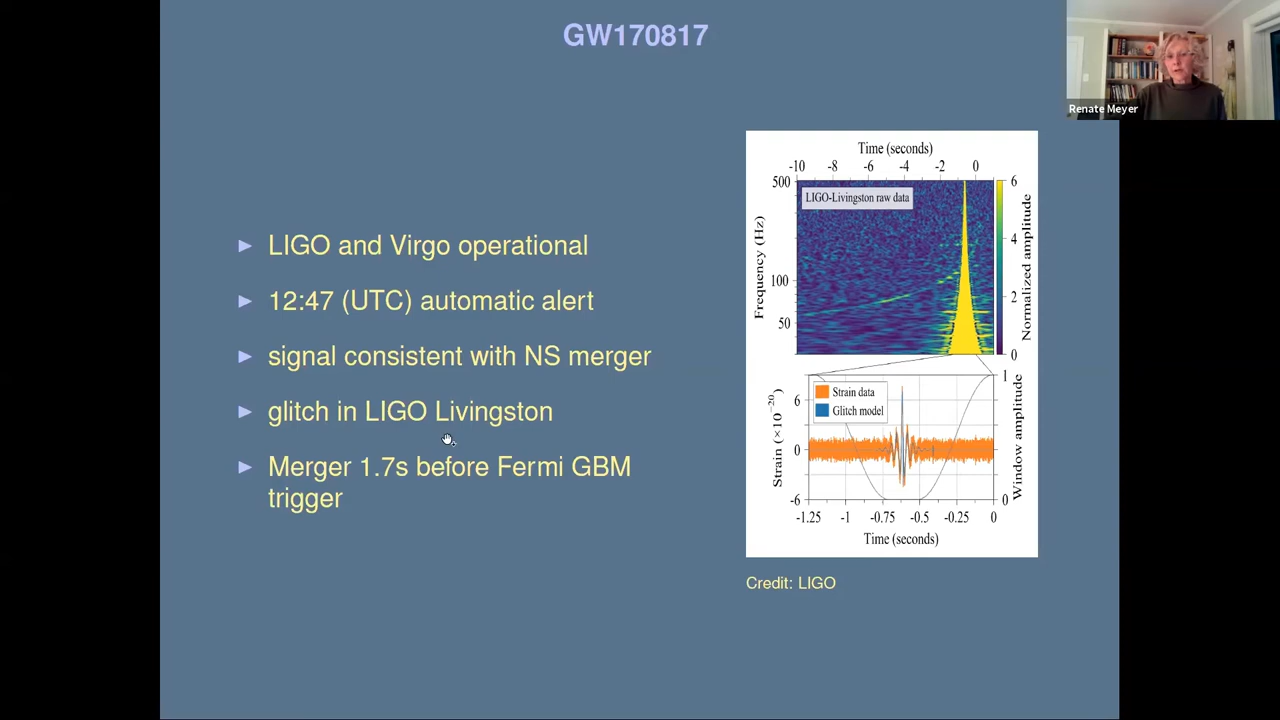 GW170817
Renate Meyer
► LIGO and Virgo operational
► 12:47 (UTC) automatic alert
► signal consistent with NS merger
► glitch in LIGO Livingston
► Merger 1.7s before Fermi GBM
trigger
Time (seconds)
-10 -8 -6 -4 -2 0
500
100
50
Frequency (Hz)
LIGO-Livingston raw data
6
4
2
0
Normalized amplitude
Strain data
Glitch model
6
0
-6
Strain (×10⁻²⁰)
1
0
Window amplitude
-1.25 -1 -0.75 -0.5 -0.25 0
Time (seconds)
Credit: LIGO